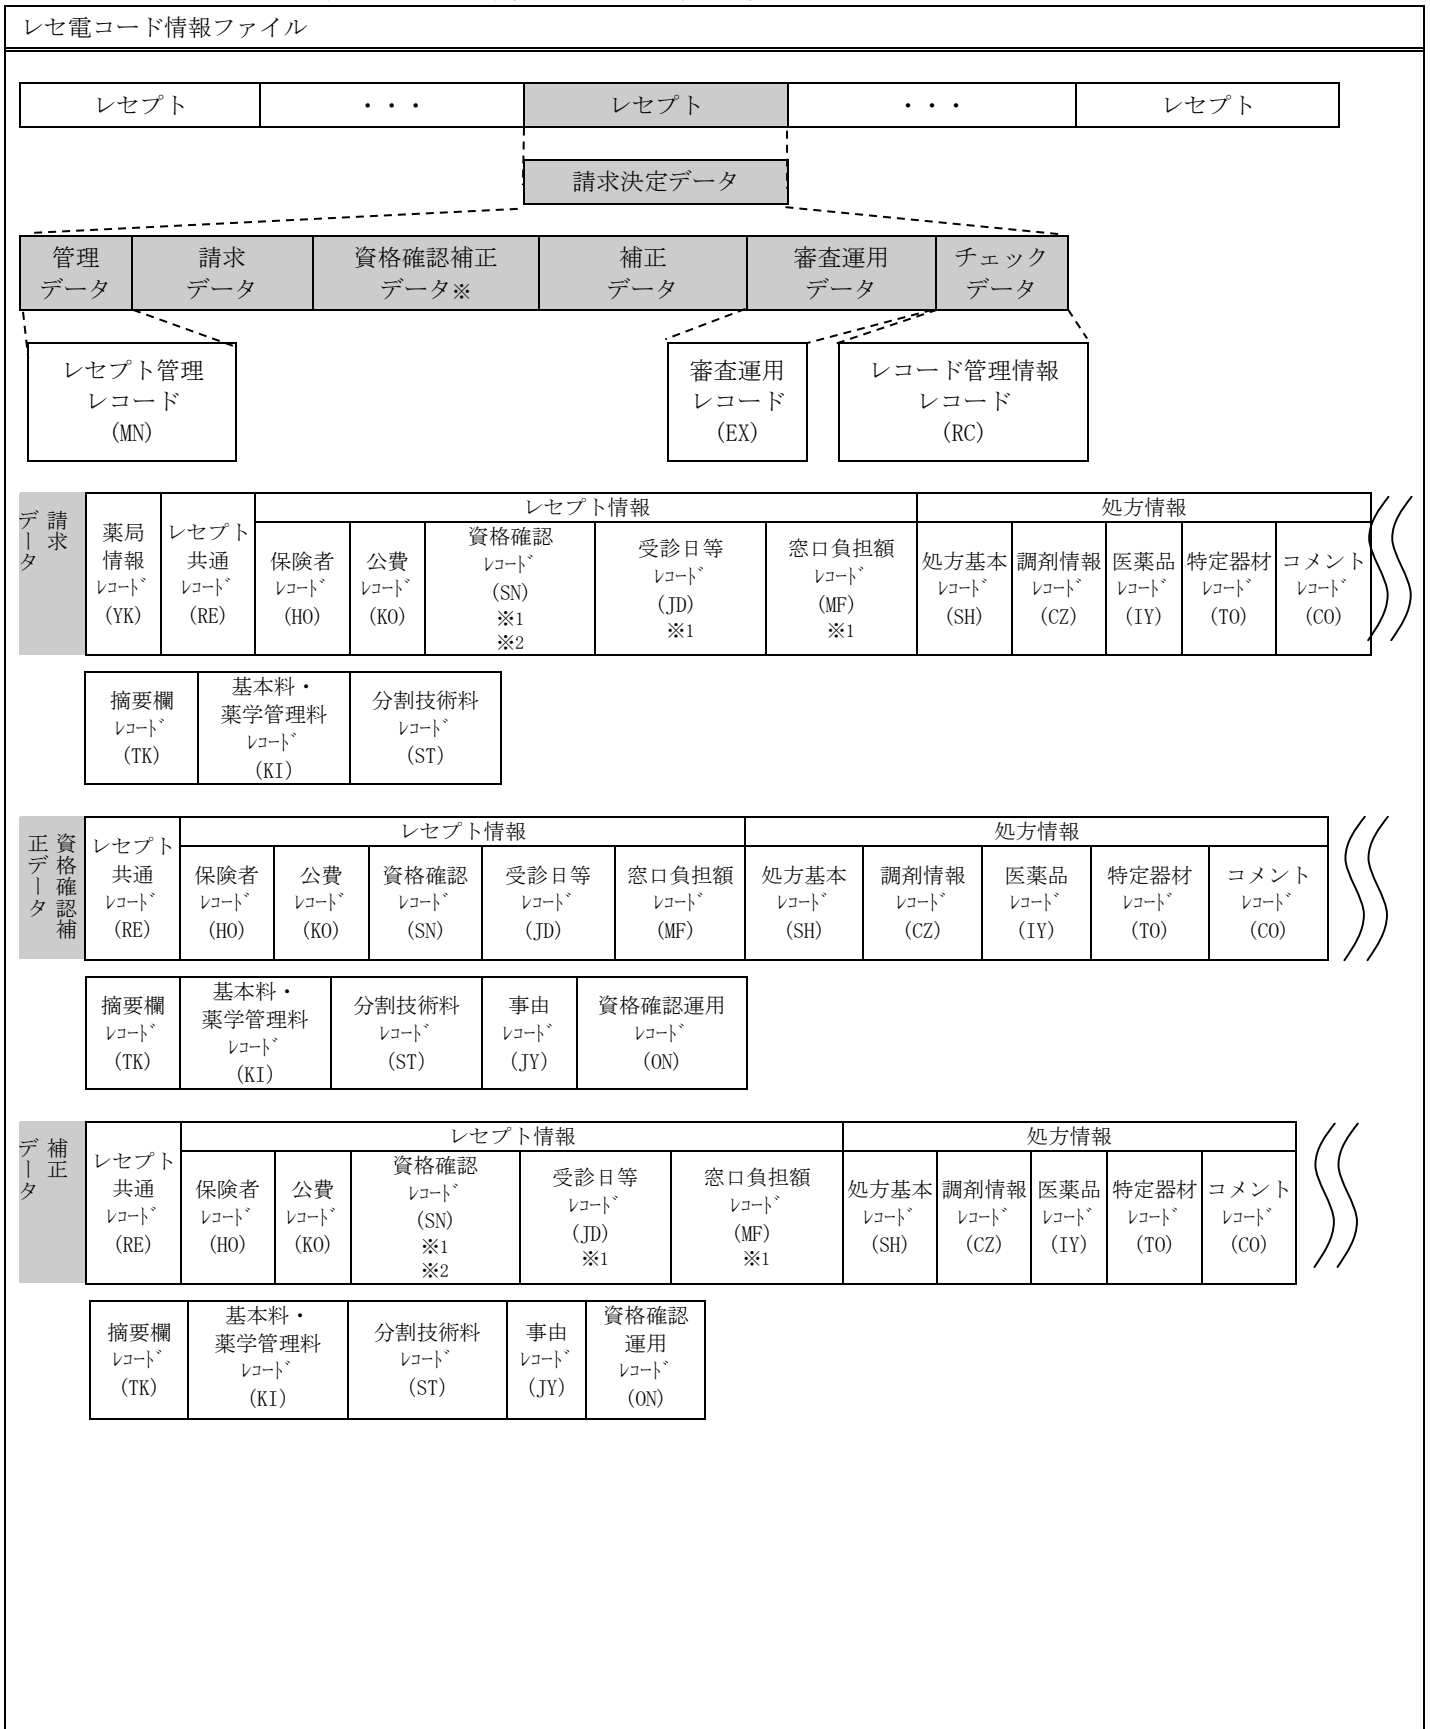 レセ電コード情報ファイル
レセプト ・・・ レセプト ・・・ レセプト
請求決定データ
管理 請求 資格確認補正 補正 審査運用 チェック
データ データ データ※ データ データ データ
レセプト管理
レコード
(MN)
審査運用
レコード
(EX)
レコード管理情報
レコード
(RC)
請求
データ
薬局
情報
ﾚｺｰﾄﾞ
(YK)
レセプト
共通
ﾚｺｰﾄﾞ
(RE)
レセプト情報
保険者
ﾚｺｰﾄﾞ
(HO)
公費
ﾚｺｰﾄﾞ
(KO)
資格確認
ﾚｺｰﾄﾞ
(SN)
※1
※2
受診日等
ﾚｺｰﾄﾞ
(JD)
※1
窓口負担額
ﾚｺｰﾄﾞ
(MF)
※1
処方情報
処方基本
ﾚｺｰﾄﾞ
(SH)
調剤情報
ﾚｺｰﾄﾞ
(CZ)
医薬品
ﾚｺｰﾄﾞ
(IY)
特定器材
ﾚｺｰﾄﾞ
(TO)
コメント
ﾚｺｰﾄﾞ
(CO)
摘要欄
ﾚｺｰﾄﾞ
(TK)
基本料・
薬学管理料
ﾚｺｰﾄﾞ
(KI)
分割技術料
ﾚｺｰﾄﾞ
(ST)
資格確認補
正データ
レセプト
共通
ﾚｺｰﾄﾞ
(RE)
レセプト情報
保険者
ﾚｺｰﾄﾞ
(HO)
公費
ﾚｺｰﾄﾞ
(KO)
資格確認
ﾚｺｰﾄﾞ
(SN)
受診日等
ﾚｺｰﾄﾞ
(JD)
窓口負担額
ﾚｺｰﾄﾞ
(MF)
処方情報
処方基本
ﾚｺｰﾄﾞ
(SH)
調剤情報
ﾚｺｰﾄﾞ
(CZ)
医薬品
ﾚｺｰﾄﾞ
(IY)
特定器材
ﾚｺｰﾄﾞ
(TO)
コメント
ﾚｺｰﾄﾞ
(CO)
摘要欄
ﾚｺｰﾄﾞ
(TK)
基本料・
薬学管理料
ﾚｺｰﾄﾞ
(KI)
分割技術料
ﾚｺｰﾄﾞ
(ST)
事由
ﾚｺｰﾄﾞ
(JY)
資格確認運用
ﾚｺｰﾄﾞ
(ON)
補正
データ
レセプト
共通
ﾚｺｰﾄﾞ
(RE)
レセプト情報
保険者
ﾚｺｰﾄﾞ
(HO)
公費
ﾚｺｰﾄﾞ
(KO)
資格確認
ﾚｺｰﾄﾞ
(SN)
※1
※2
受診日等
ﾚｺｰﾄﾞ
(JD)
※1
窓口負担額
ﾚｺｰﾄﾞ
(MF)
※1
処方情報
処方基本
ﾚｺｰﾄﾞ
(SH)
調剤情報
ﾚｺｰﾄﾞ
(CZ)
医薬品
ﾚｺｰﾄﾞ
(IY)
特定器材
ﾚｺｰﾄﾞ
(TO)
コメント
ﾚｺｰﾄﾞ
(CO)
摘要欄
ﾚｺｰﾄﾞ
(TK)
基本料・
薬学管理料
ﾚｺｰﾄﾞ
(KI)
分割技術料
ﾚｺｰﾄﾞ
(ST)
事由
ﾚｺｰﾄﾞ
(JY)
資格確認
運用
ﾚｺｰﾄﾞ
(ON)